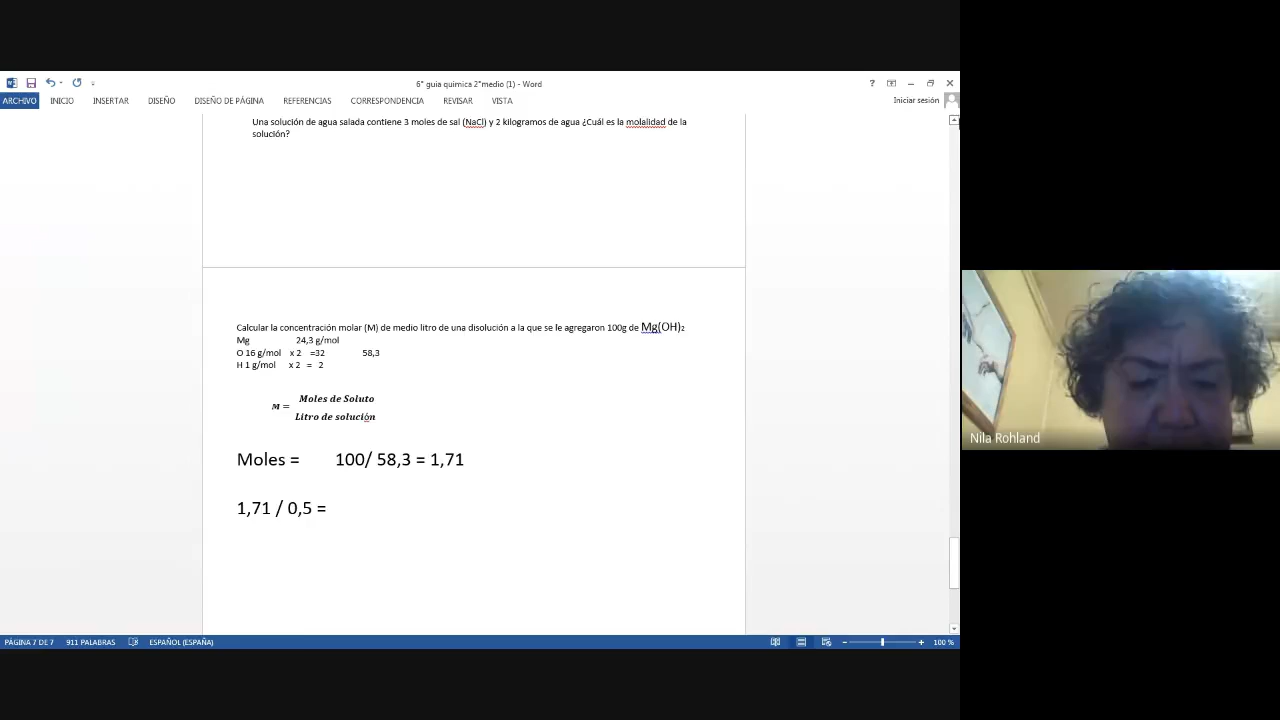 6° guia quimica 2°medio (1) - Word
ARCHIVO INICIO INSERTAR DISEÑO DISEÑO DE PÁGINA REFERENCIAS CORRESPONDENCIA REVISAR VISTA
Iniciar sesión
Una solución de agua salada contiene 3 moles de sal (NaCl) y 2 kilogramos de agua ¿Cuál es la molalidad de la
solución?
Calcular la concentración molar (M) de medio litro de una disolución a la que se le agregaron 100g de Mg(OH)₂
Mg 24,3 g/mol
O 16 g/mol x 2 =32 58,3
H 1 g/mol x 2 = 2
M = Moles de Soluto
Litro de solución
Moles = 100/ 58,3 = 1,71
1,71 / 0,5 =
Nila Rohland
PÁGINA 7 DE 7 911 PALABRAS ESPAÑOL (ESPAÑA) 100 %